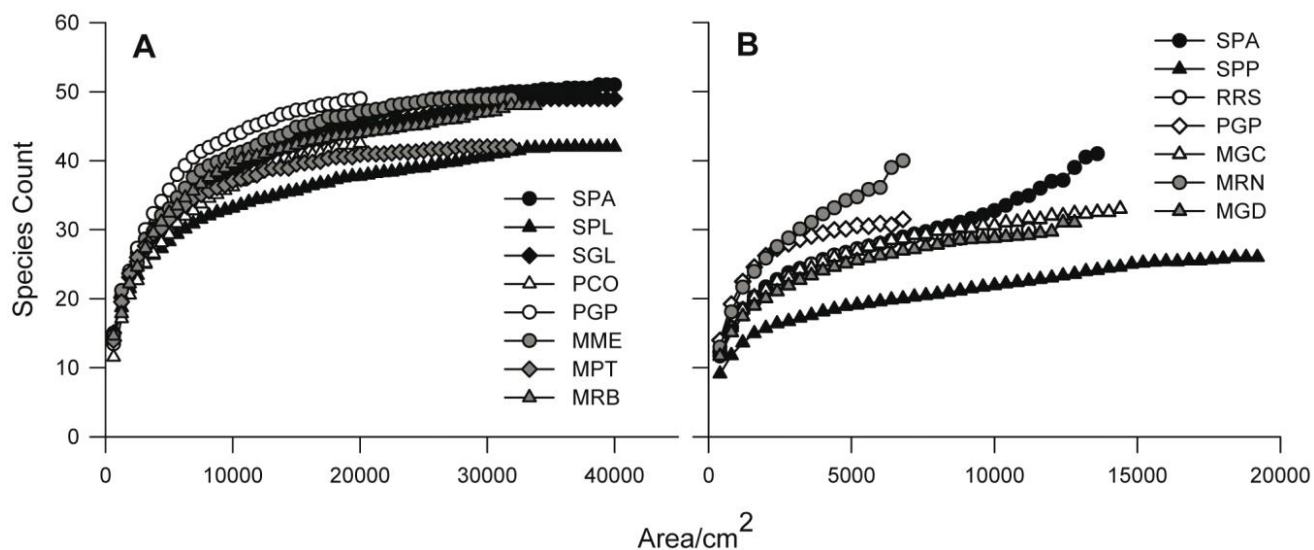 Species Count
60
50
40
30
20
10
0
A
SPA
SPL
SGL
PCO
PGP
MME
MPT
MRB
0 10000 20000 30000 40000
B
SPA
SPP
RRS
PGP
MGC
MRN
MGD
0 5000 10000 15000 20000
Area/cm²